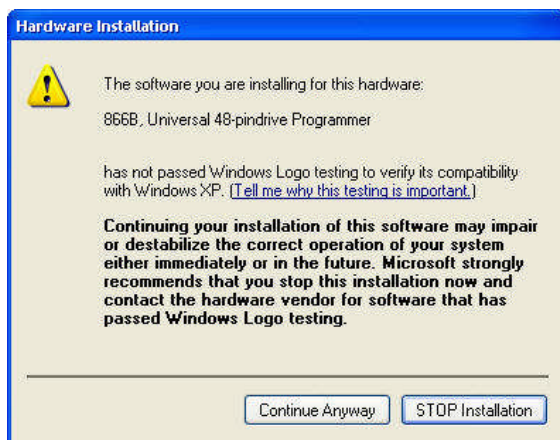 Hardware Installation
The software you are installing for this hardware:
866B, Universal 48-pindrive Programmer
has not passed Windows Logo testing to verify its compatibility
with Windows XP. (Tell me why this testing is important.)
Continuing your installation of this software may impair
or destabilize the correct operation of your system
either immediately or in the future. Microsoft strongly
recommends that you stop this installation now and
contact the hardware vendor for software that has
passed Windows Logo testing.
Continue Anyway
STOP Installation